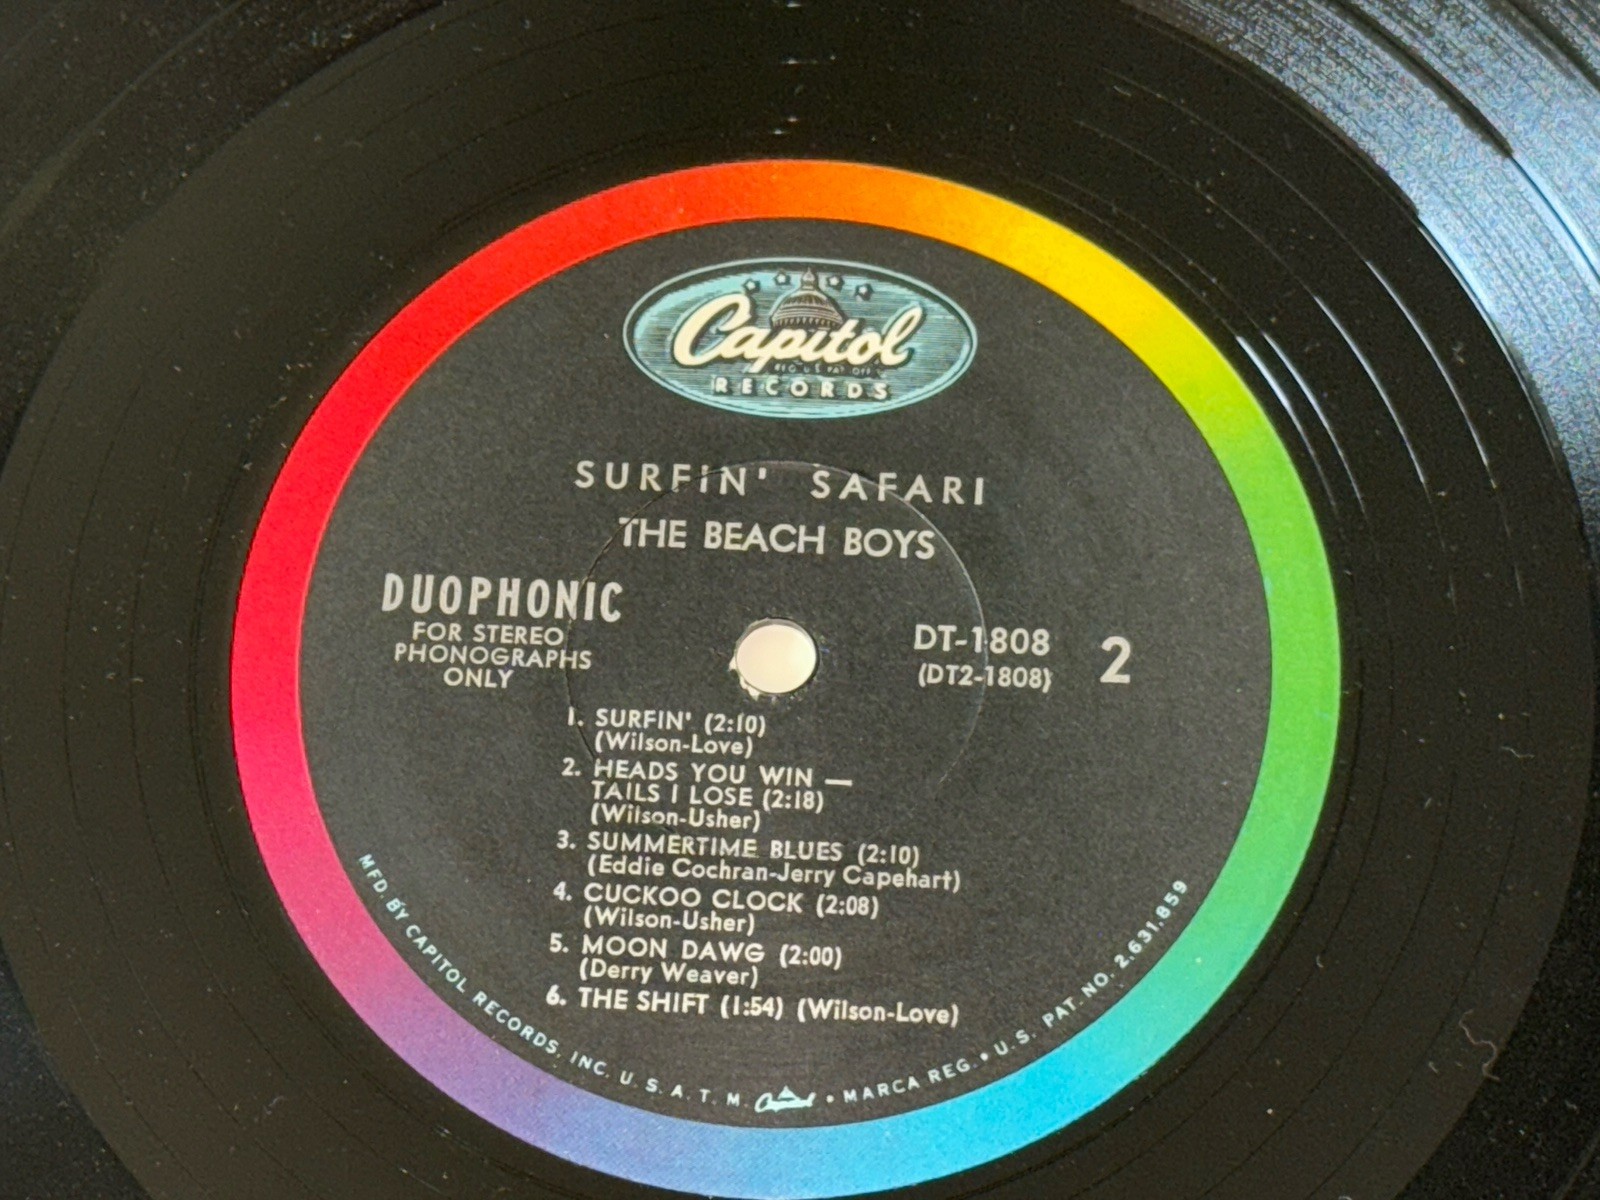 Capitol
REG. U.S. PAT. OFF.
RECORDS
SURFIN' SAFARI
THE BEACH BOYS
DUOPHONIC
FOR STEREO
PHONOGRAPHS
ONLY
DT-1808
(DT2-1808)
2
1. SURFIN' (2:10)
(Wilson-Love)
2. HEADS YOU WIN —
TAILS I LOSE (2:18)
(Wilson-Usher)
3. SUMMERTIME BLUES (2:10)
(Eddie Cochran-Jerry Capehart)
4. CUCKOO CLOCK (2:08)
(Wilson-Usher)
5. MOON DAWG (2:00)
(Derry Weaver)
6. THE SHIFT (1:54) (Wilson-Love)
MFD. BY CAPITOL RECORDS, INC. U. S. A. T. M. Capitol • MARCA REG. • U.S. PAT. NO. 2,631,859